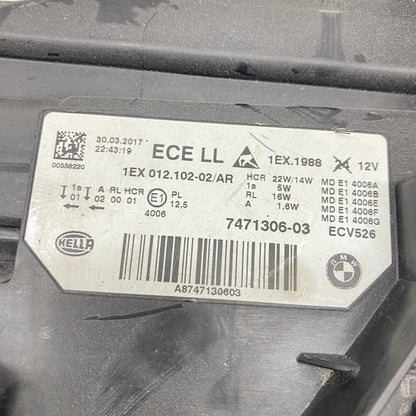 30.03.2017
22:43:19
00558220
ECE LL
1EX.1988
24 12V
1EX 012.102-02/AR
HCR 22W/14W
1a 5W
RL 16W
A 1,6W
MD E1 4006A
MD E1 4006B
MD E1 4006E
MD E1 4006F
MD E1 4006G
1a A RL HCR
01 02 00 01
E1
PL
12,5
4006
7471306-03
ECV526
HELLA
BMW
A8747130603